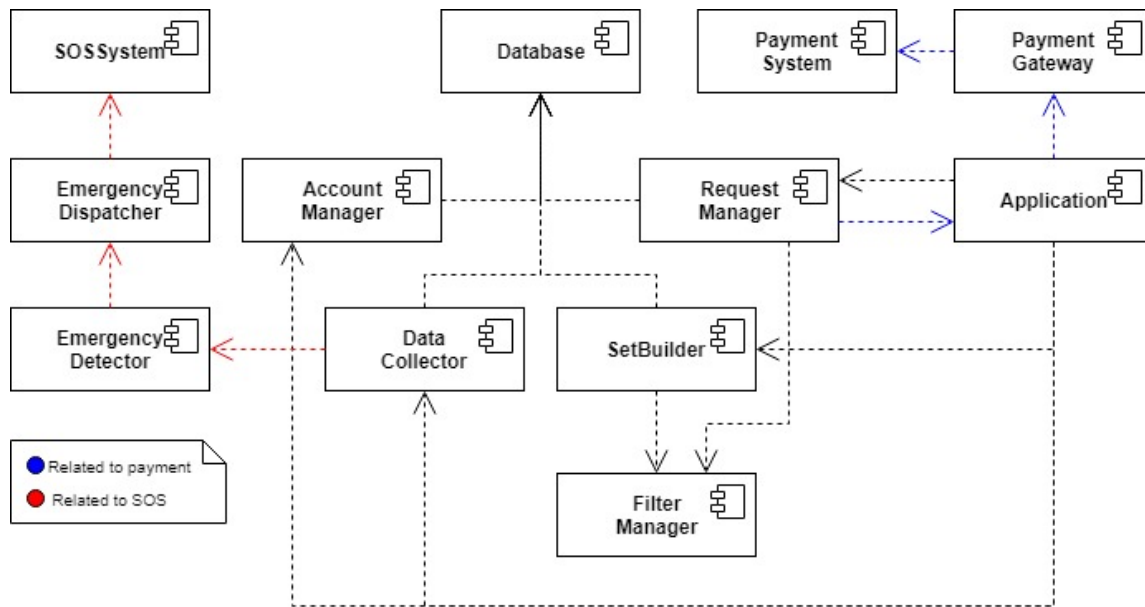 SOSSystem
Database
Payment
System
Payment
Gateway
Emergency
Dispatcher
Account
Manager
Request
Manager
Application
Emergency
Detector
Data
Collector
SetBuilder
Related to payment
Related to SOS
Filter
Manager